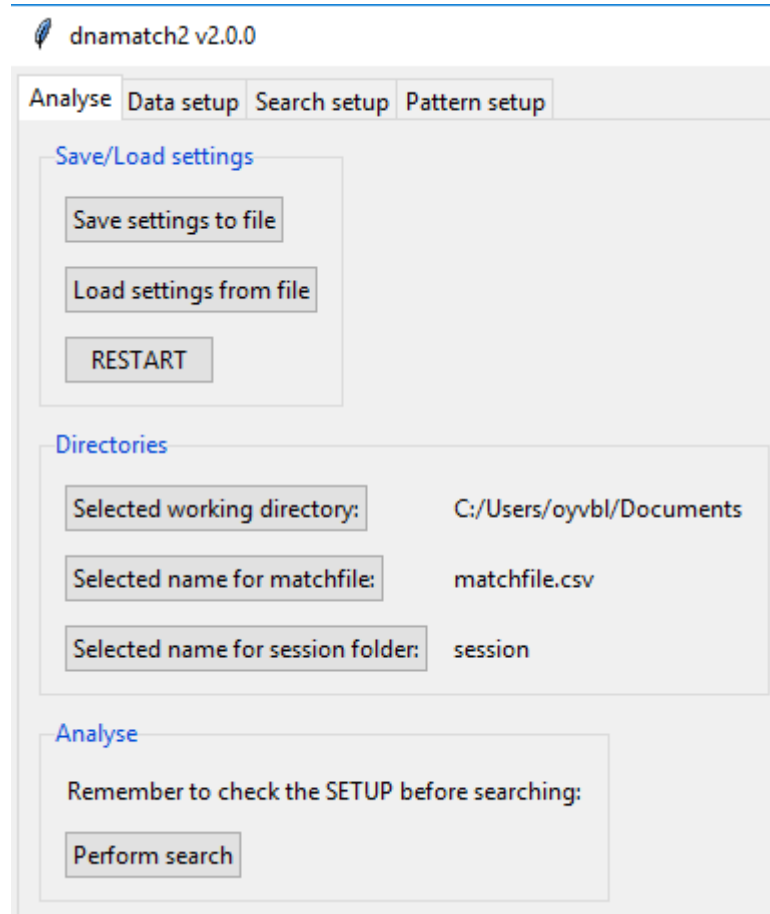 dnamatch2 v2.0.0
Analyse Data setup Search setup Pattern setup
Save/Load settings
Save settings to file
Load settings from file
RESTART
Directories
Selected working directory: C:/Users/oyvbl/Documents
Selected name for matchfile: matchfile.csv
Selected name for session folder: session
Analyse
Remember to check the SETUP before searching:
Perform search